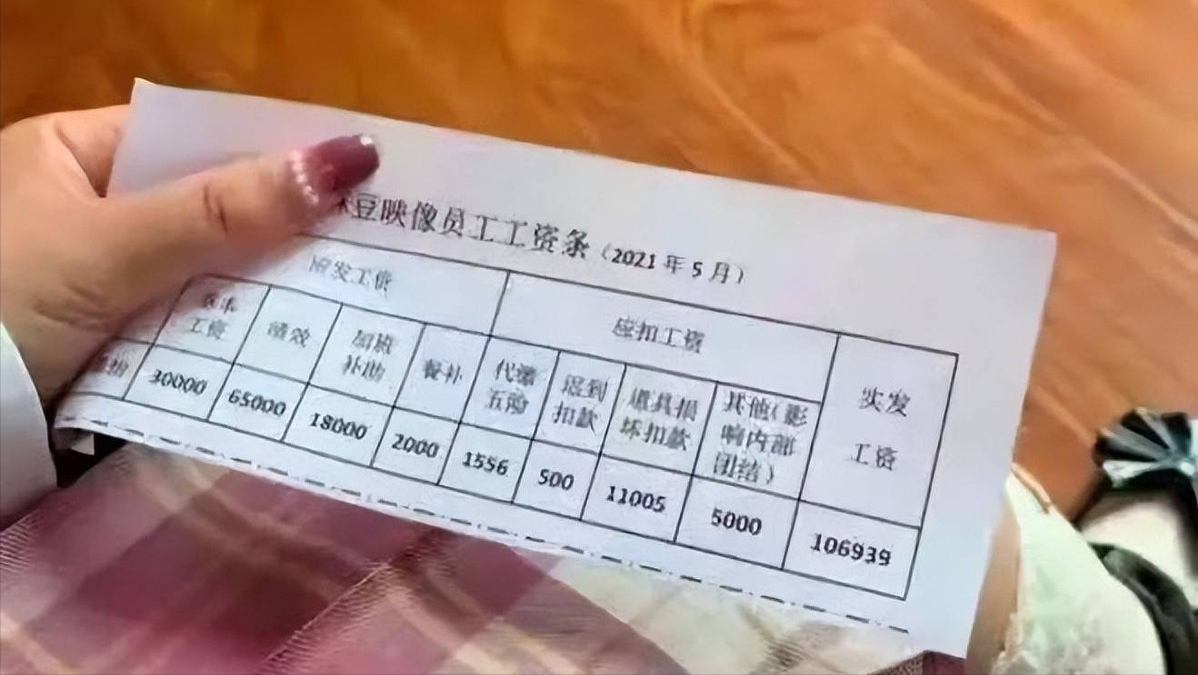 豆映像员工工资条（2021年5月）
应发工资 应扣工资 实发工资
基本工资 绩效 加班补助 餐补 代缴五险 迟到扣款 道具损坏扣款 其他（影响内部团结）
30000 65000 18000 2000 1556 500 11005 5000 106939